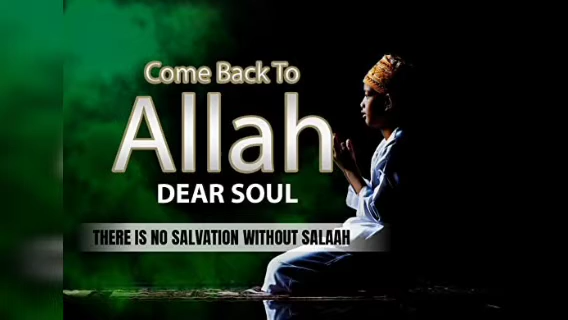 Come Back To
Allah
DEAR SOUL
THERE IS NO SALVATION WITHOUT SALAAH